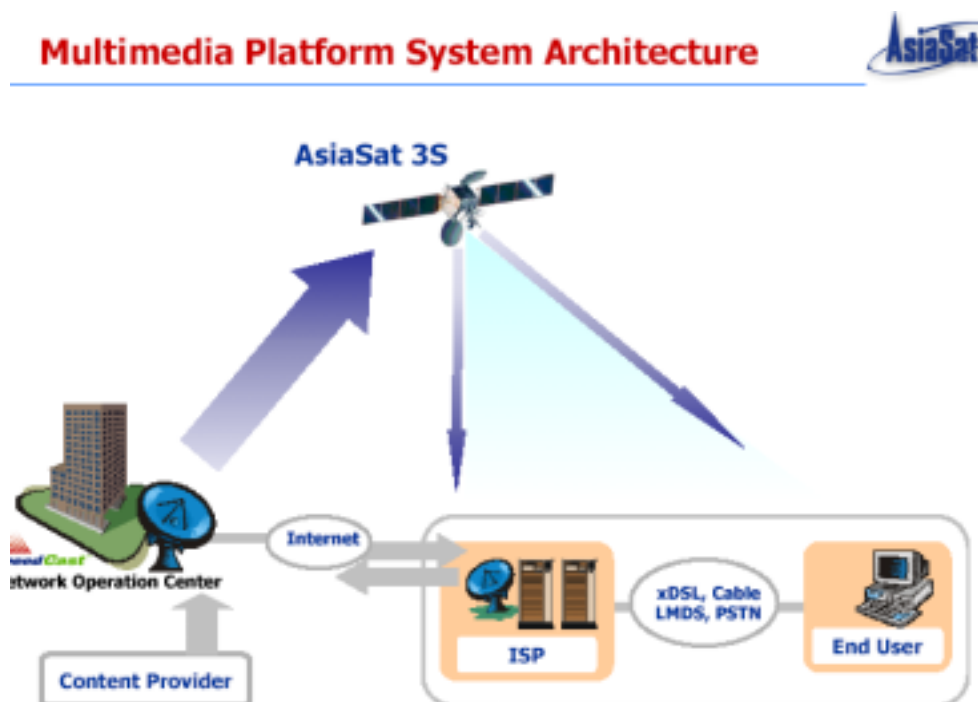 Multimedia Platform System Architecture
AsiaSat
AsiaSat 3S
Internet
etwork Operation Center
Content Provider
ISP
xDSL, Cable
LMDS, PSTN
End User